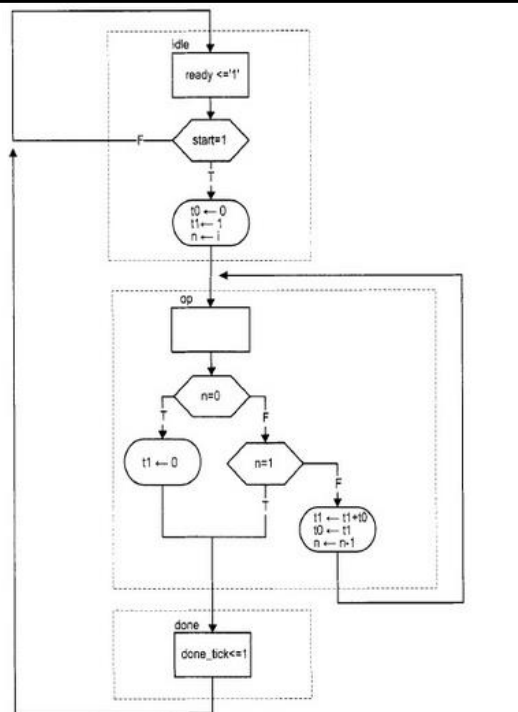 idle
ready <='1'
F
start=1
T
t0 ← 0
t1 ← 1
n ← i
op
n=0
T
F
t1 ← 0
n=1
F
T
t1 ← t1+t0
t0 ← t1
n ← n-1
done
done_tick<=1